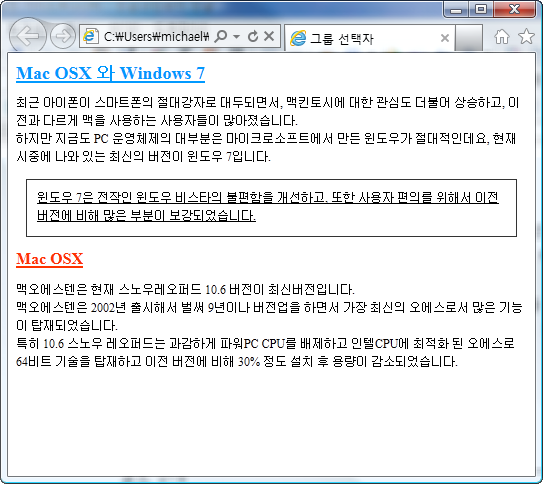 C:₩Users₩michael₩
그룹 선택자
Mac OSX 와 Windows 7
최근 아이폰이 스마트폰의 절대강자로 대두되면서, 맥킨토시에 대한 관심도 더불어 상승하고, 이
전과 다르게 맥을 사용하는 사용자들이 많아졌습니다.
하지만 지금도 PC 운영체제의 대부분은 마이크로소프트에서 만든 윈도우가 절대적인데요, 현재
시중에 나와 있는 최신의 버전이 윈도우 7입니다.
윈도우 7은 전작인 윈도우 비스타의 불편함을 개선하고, 또한 사용자 편의를 위해서 이전
버전에 비해 많은 부분이 보강되었습니다.
Mac OSX
맥오에스텐은 현재 스노우레오퍼드 10.6 버전이 최신버전입니다.
맥오에스텐은 2002년 출시해서 벌써 9년이나 버전업을 하면서 가장 최신의 오에스로서 많은 기능
이 탑재되었습니다.
특히 10.6 스노우 레오퍼드는 과감하게 파워PC CPU를 배제하고 인텔CPU에 최적화 된 오에스로
64비트 기술을 탑재하고 이전 버전에 비해 30% 정도 설치 후 용량이 감소되었습니다.